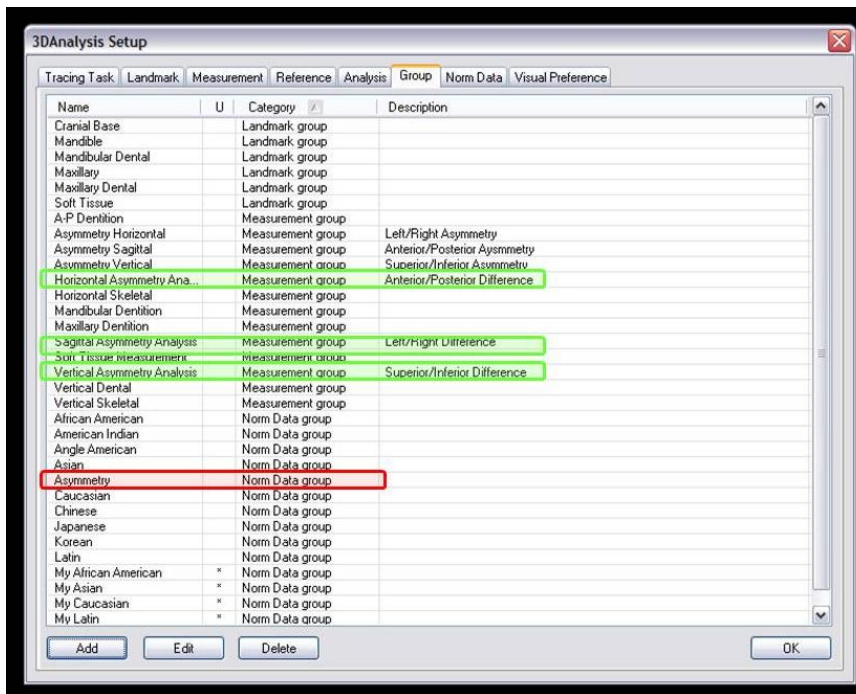 3DAnalysis Setup
Tracing Task Landmark Measurement Reference Analysis Group Norm Data Visual Preference
Name U Category Description
Cranial Base Landmark group
Mandible Landmark group
Mandibular Dental Landmark group
Maxillary Landmark group
Maxillary Dental Landmark group
Soft Tissue Landmark group
A-P Dentition Measurement group
Asymmetry Horizontal Measurement group Left/Right Asymmetry
Asymmetry Sagittal Measurement group Anterior/Posterior Aysmmetry
Asymmetry Vertical Measurement group Superior/Inferior Asymmetry
Horizontal Asymmetry Ana... Measurement group Anterior/Posterior Difference
Horizontal Skeletal Measurement group
Mandibular Dentition Measurement group
Maxillary Dentition Measurement group
Sagittal Asymmetry Analysis Measurement group Left/Right Difference
Soft Tissue Measurement Measurement group
Vertical Asymmetry Analysis Measurement group Superior/Inferior Difference
Vertical Dental Measurement group
Vertical Skeletal Measurement group
African American Norm Data group
American Indian Norm Data group
Angle American Norm Data group
Asian Norm Data group
Asymmetry Norm Data group
Caucasian Norm Data group
Chinese Norm Data group
Japanese Norm Data group
Korean Norm Data group
Latin Norm Data group
My African American * Norm Data group
My Asian * Norm Data group
My Caucasian * Norm Data group
My Latin * Norm Data group
Add Edit Delete OK